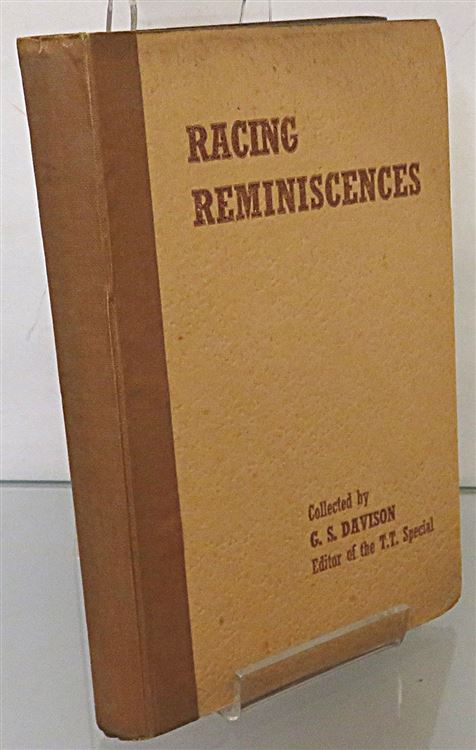 RACING
REMINISCENCES
Collected by
G. S. DAVISON
Editor of the T.T. Special